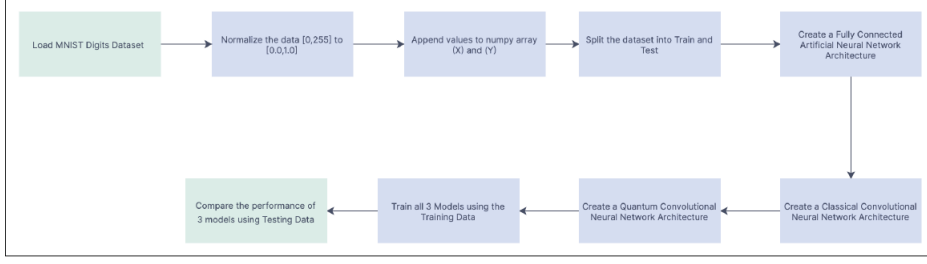 Load MNIST Digits Dataset
Normalize the data [0,255] to
[0.0,1.0]
Append values to numpy array
(X) and (Y)
Split the dataset into Train and
Test
Create a Fully Connected
Artificial Neural Network
Architecture
Create a Classical Convolutional
Neural Network Architecture
Create a Quantum Convolutional
Neural Network Architecture
Train all 3 Models using the
Training Data
Compare the performance of
3 models using Testing Data